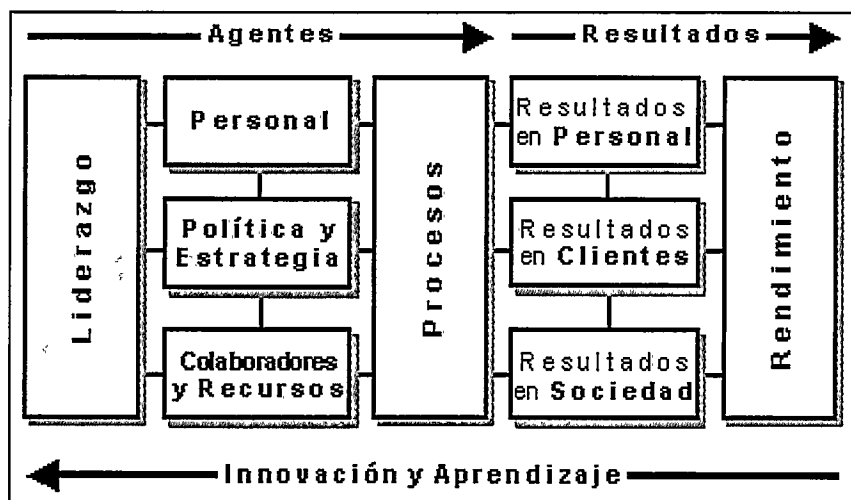 Agentes
Resultados
Liderazgo
Personal
Política y
Estrategia
Colaboradores
y Recursos
Procesos
Resultados
en Personal
Resultados
en Clientes
Resultados
en Sociedad
Rendimiento
Innovación y Aprendizaje